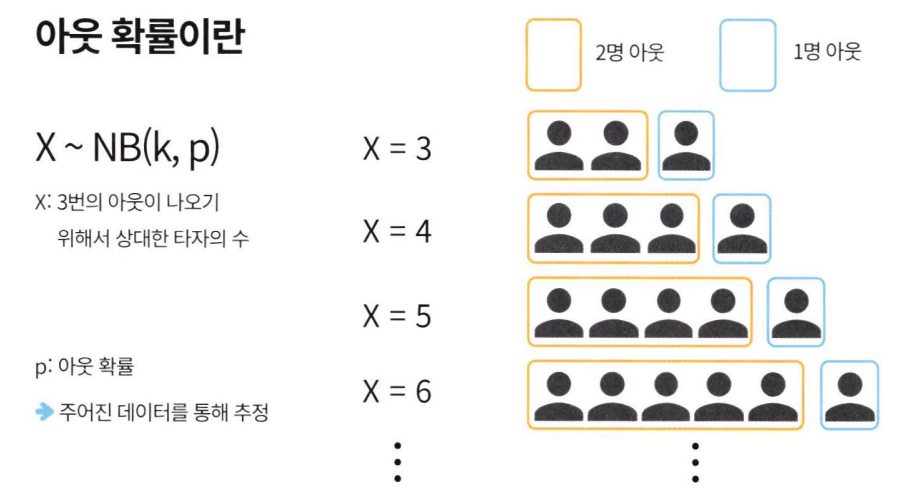 아웃 확률이란
2명 아웃
1명 아웃
X ~ NB(k, p)
X: 3번의 아웃이 나오기
위해서 상대한 타자의 수
p: 아웃 확률
주어진 데이터를 통해 추정
X = 3
X = 4
X = 5
X = 6